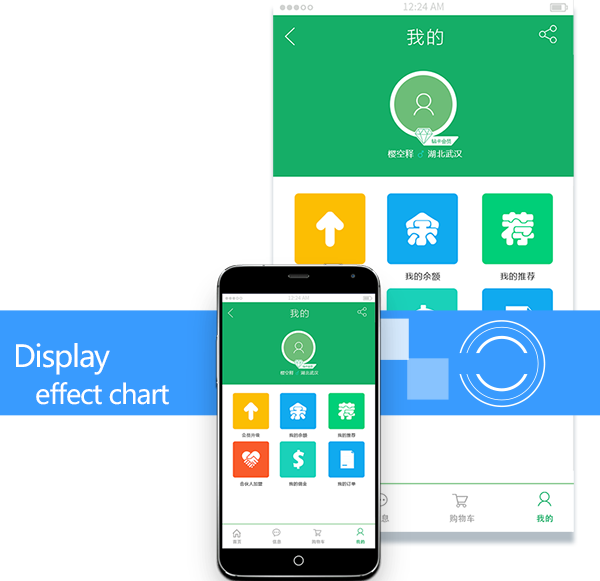 12:24 AM
我的
钻卡会员
樱空释 ♂ 湖北武汉
余
荐
我的余额
我的推荐
$
息
购物车
我的
Display
effect chart
12:24 AM
我的
樱空释 ♂ 湖北武汉
余
荐
会员升级
我的余额
我的推荐
$
合伙人加盟
我的佣金
我的订单
首页
消息
购物车
我的